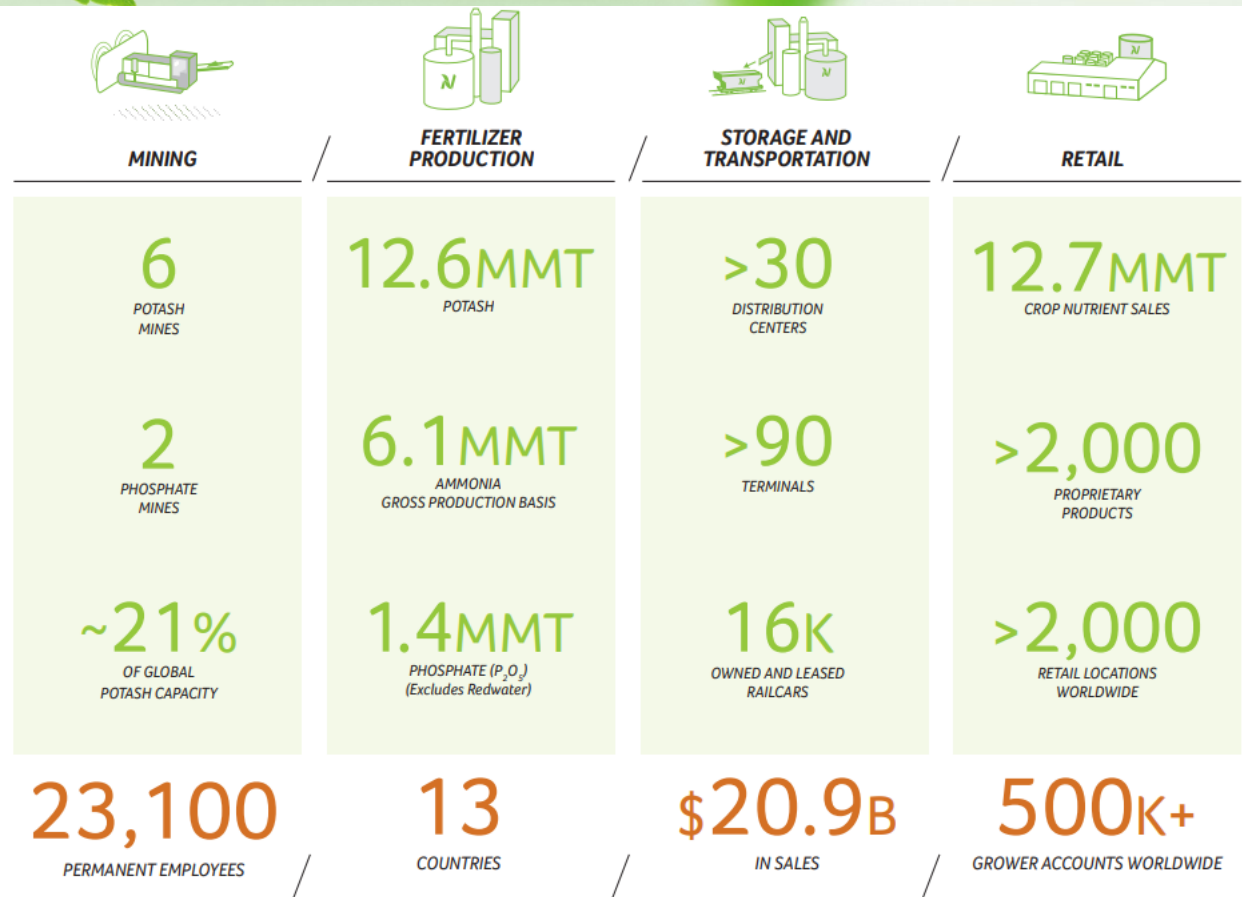 MINING
FERTILIZER
PRODUCTION
STORAGE AND
TRANSPORTATION
RETAIL
6
POTASH
MINES
2
PHOSPHATE
MINES
~21%
OF GLOBAL
POTASH CAPACITY
12.6MMT
POTASH
6.1MMT
AMMONIA
GROSS PRODUCTION BASIS
1.4MMT
PHOSPHATE (P₂O₅)
(Excludes Redwater)
>30
DISTRIBUTION
CENTERS
>90
TERMINALS
16K
OWNED AND LEASED
RAILCARS
12.7MMT
CROP NUTRIENT SALES
>2,000
PROPRIETARY
PRODUCTS
>2,000
RETAIL LOCATIONS
WORLDWIDE
23,100
PERMANENT EMPLOYEES
13
COUNTRIES
$20.9B
IN SALES
500K+
GROWER ACCOUNTS WORLDWIDE